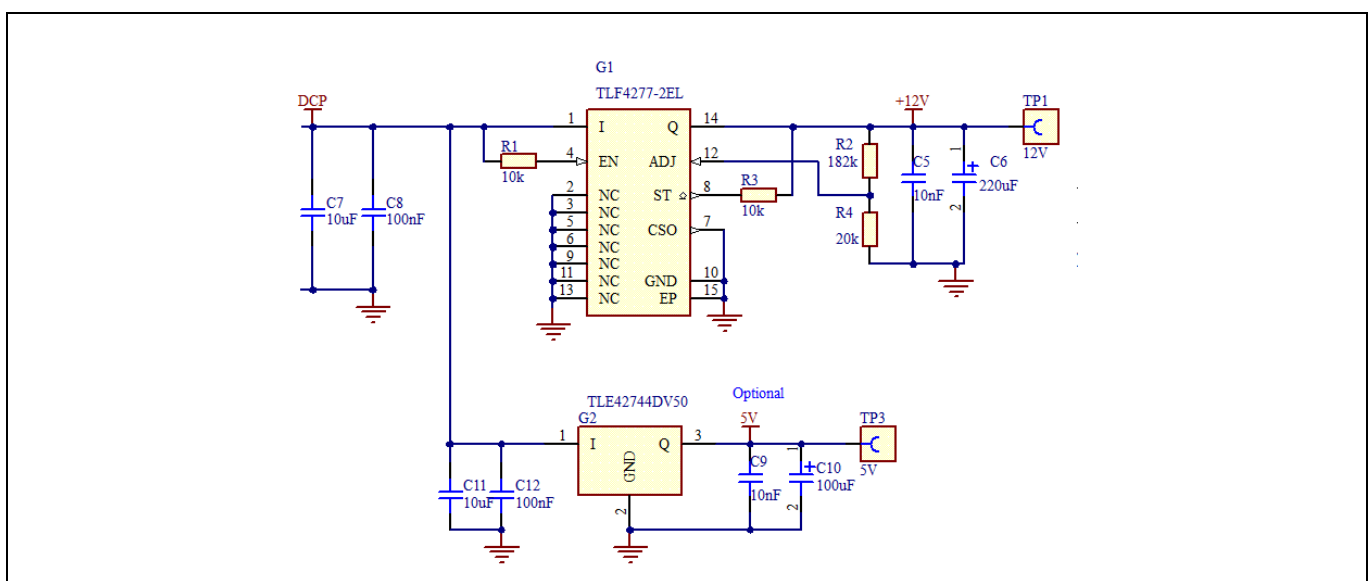 G1
TLF4277-2EL
DCP
+12V
TP1
1
I
Q
14
12V
R1
10k
4
EN
ADJ
12
R2
182k
C5
10nF
1
C6
220uF
2
C7
10uF
C8
100nF
2
NC
ST
8
R3
10k
3
NC
5
NC
CSO
7
R4
20k
6
NC
9
NC
11
NC
GND
10
13
NC
EP
15
Optional
TLE42744DV50
G2
5V
TP3
1
I
Q
3
5V
GND
2
C11
10uF
C12
100nF
C9
10nF
1
C10
100uF
2